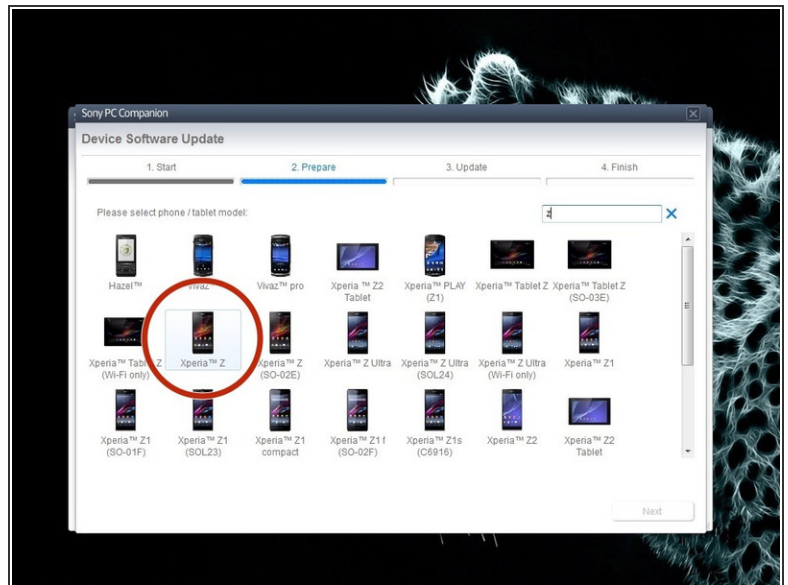 Sony PC Companion
Device Software Update
1. Start
2. Prepare
3. Update
4. Finish
Please select phone / tablet model:
z
Hazel™
Vivaz™
Vivaz™ pro
Xperia ™ Z2
Tablet
Xperia™ PLAY
(Z1)
Xperia™ Tablet Z
Xperia™ Tablet Z
(SO-03E)
Xperia™ Tablet Z
(Wi-Fi only)
Xperia™ Z
Xperia™ Z
(SO-02E)
Xperia™ Z Ultra
Xperia™ Z Ultra
(SOL24)
Xperia™ Z Ultra
(Wi-Fi only)
Xperia™ Z1
Xperia™ Z1
(SO-01F)
Xperia™ Z1
(SOL23)
Xperia™ Z1
compact
Xperia™ Z1 f
(SO-02F)
Xperia™ Z1s
(C6916)
Xperia™ Z2
Xperia™ Z2
Tablet
Next